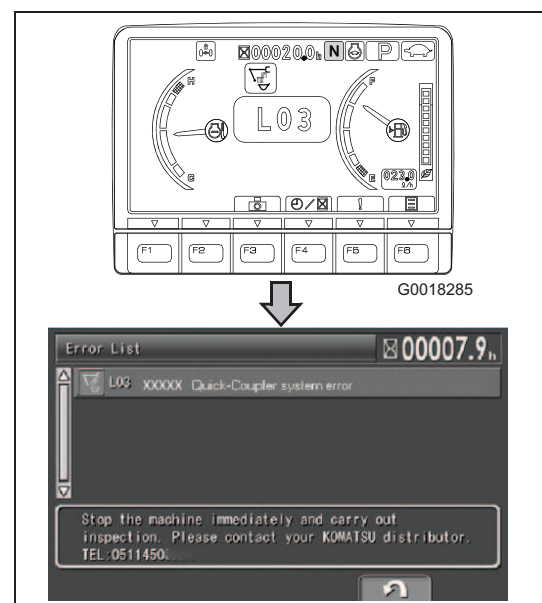 00020.0h N P
H F
L03
C E
023.0
ℓ/h
F1 F2 F3 F4 F5 F6
G0018285
Error List 00007.9h
L03 XXXXX Quick-Coupler system error
Stop the machine immediately and carry out
inspection. Please contact your KOMATSU distributor.
TEL:0511450